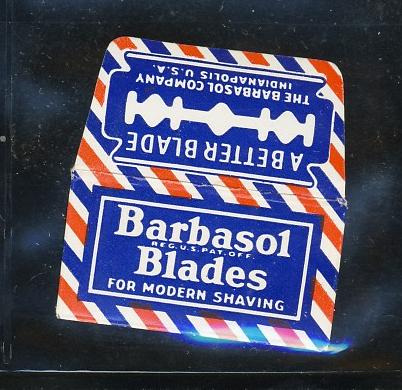 A BETTER BLADE
THE BARBASOL COMPANY
INDIANAPOLIS U.S.A.
Barbasol
REG.U.S.PAT.OFF.
Blades
FOR MODERN SHAVING